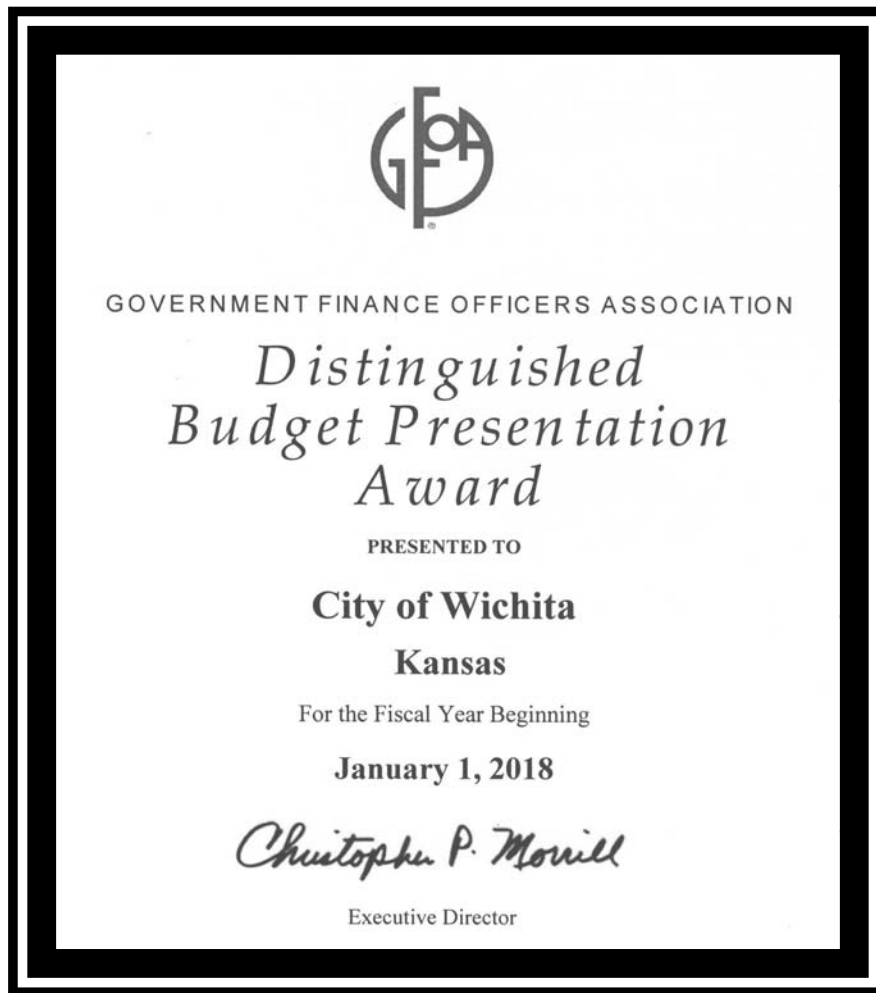 GFOA
®
GOVERNMENT FINANCE OFFICERS ASSOCIATION
Distinguished
Budget Presentation
Award
PRESENTED TO
City of Wichita
Kansas
For the Fiscal Year Beginning
January 1, 2018
Christopher P. Morrill
Executive Director